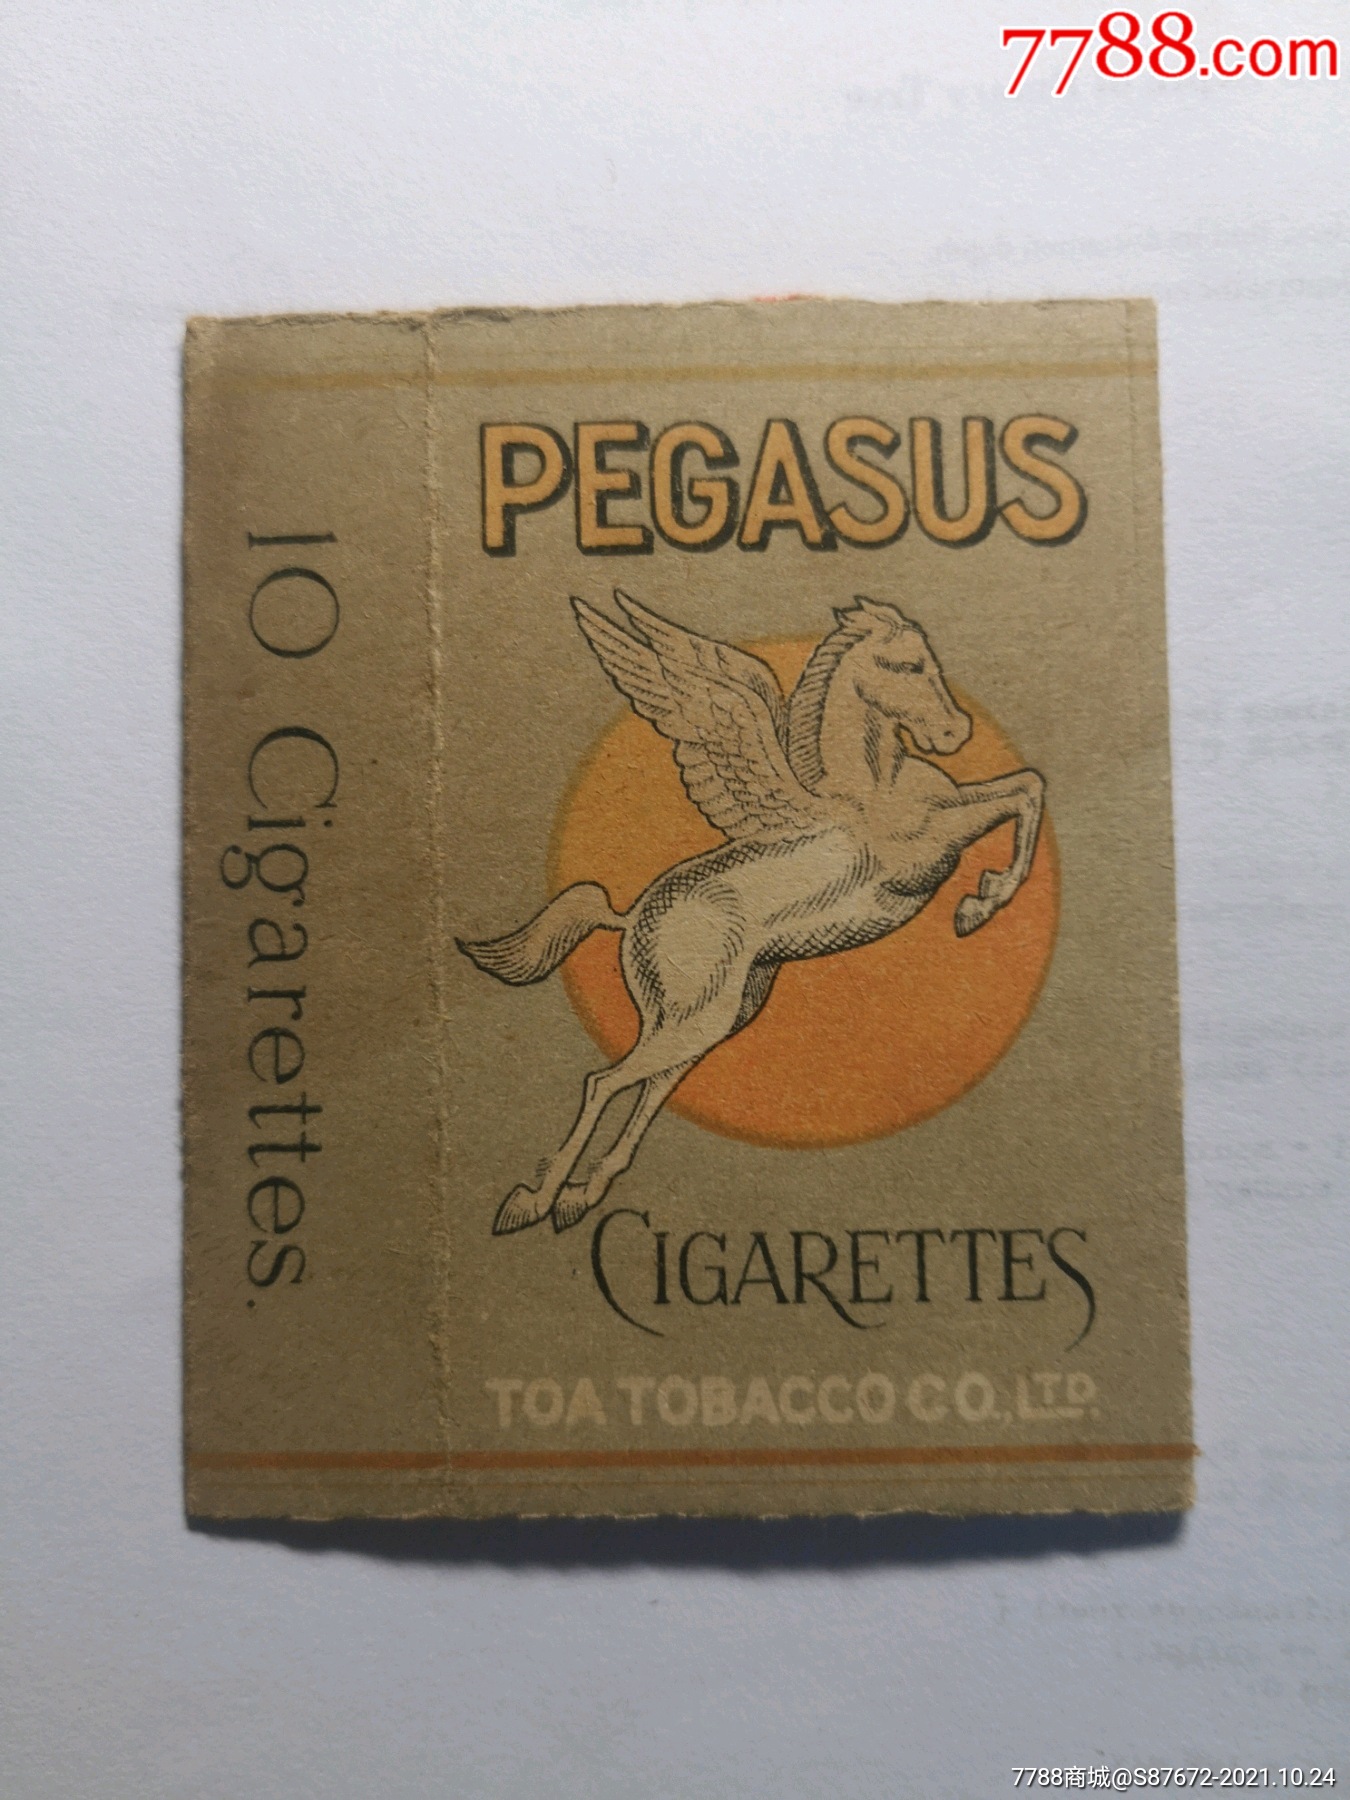 7788.com
PEGASUS
10 Cigarettes.
CIGARETTES
TOA TOBACCO CO., LTD.
7788商城@S87672-2021.10.24